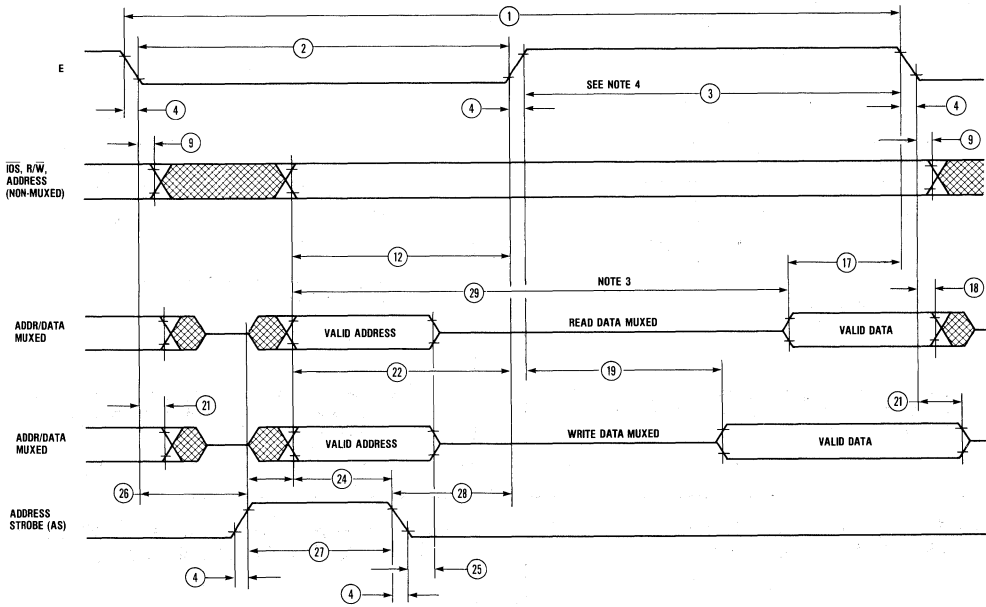 1
2
E
SEE NOTE 4
3
4
4
4
9
9
IOS, R/W,
ADDRESS
(NON-MUXED)
12
17
NOTE 3
29
18
ADDR/DATA
MUXED
VALID ADDRESS
READ DATA MUXED
VALID DATA
22
19
21
21
ADDR/DATA
MUXED
VALID ADDRESS
WRITE DATA MUXED
VALID DATA
26
24
28
ADDRESS
STROBE (AS)
27
25
4
4